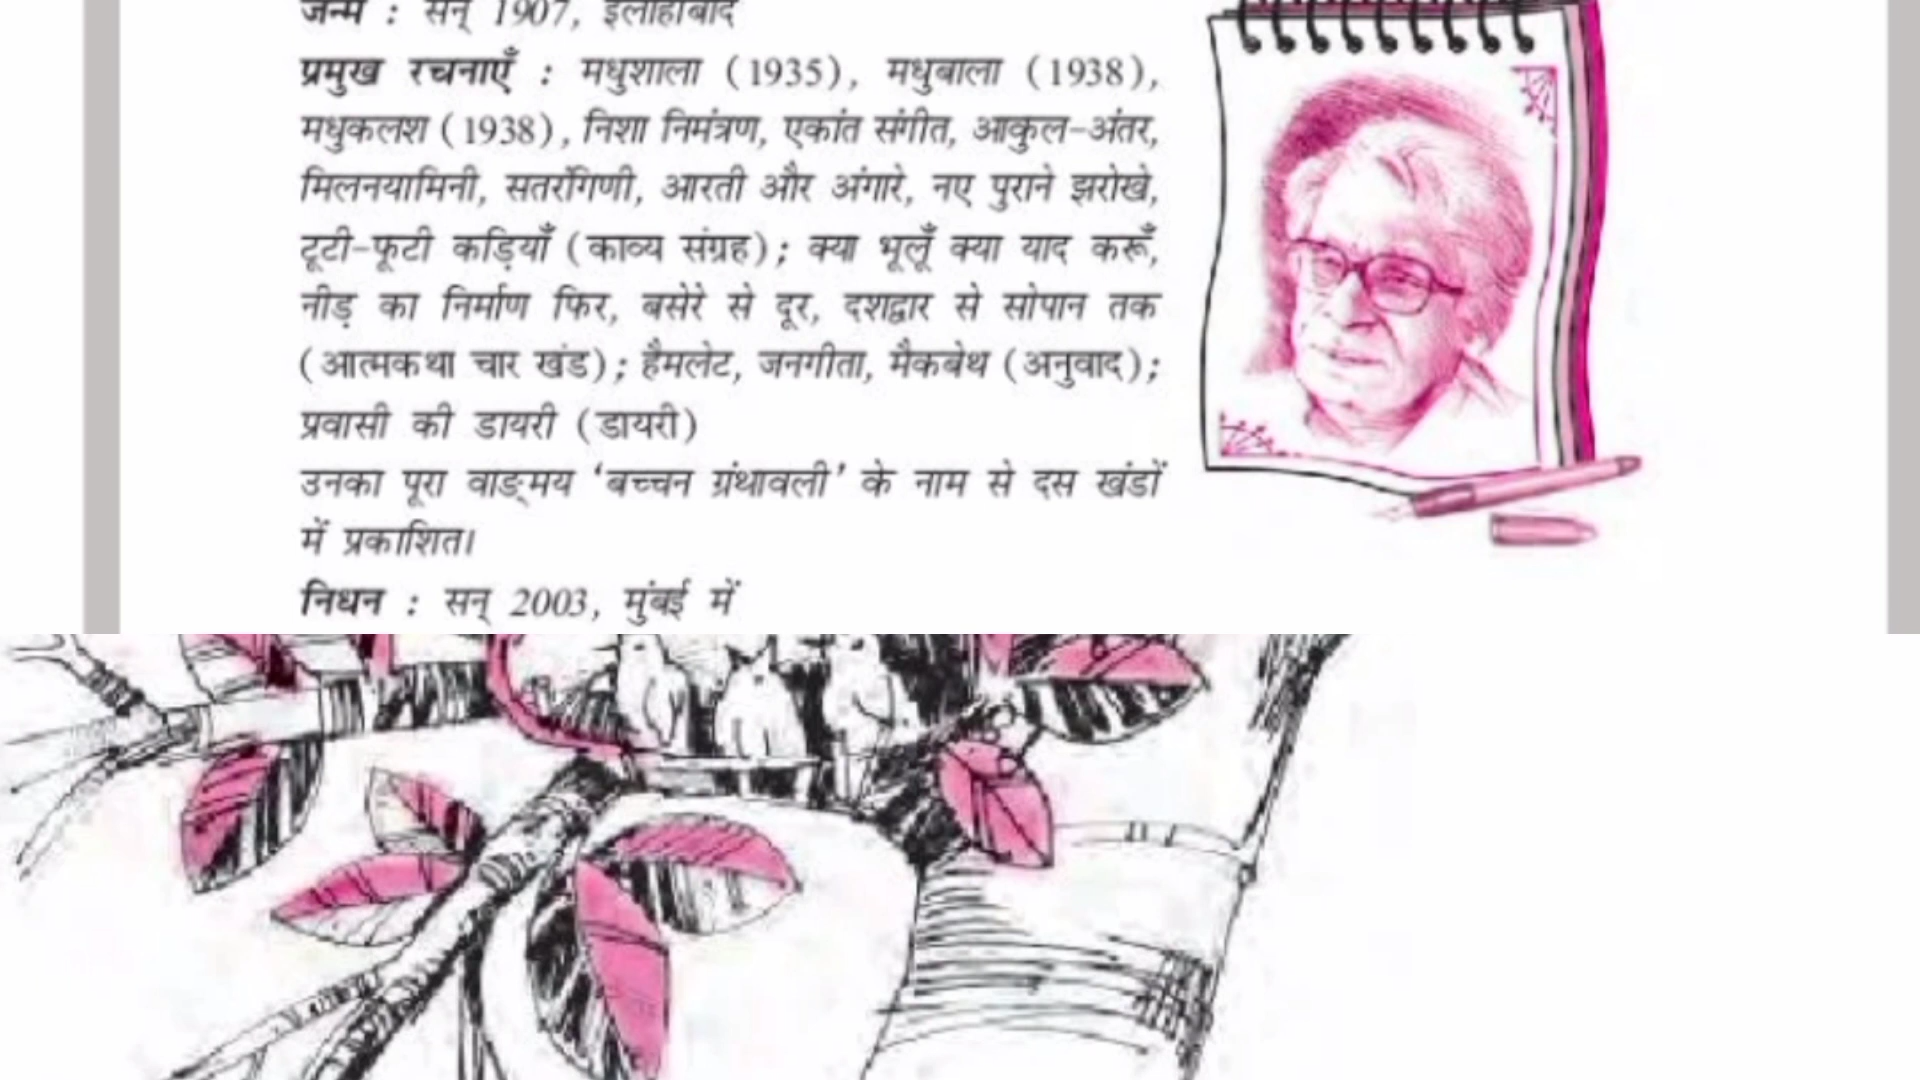 जन्म : सन् 1907, इलाहाबाद
प्रमुख रचनाएँ : मधुशाला (1935), मधुबाला (1938),
मधुकलश (1938), निशा निमंत्रण, एकांत संगीत, आकुल-अंतर,
मिलनयामिनी, सतरंगिणी, आरती और अंगारे, नए पुराने झरोखे,
टूटी-फूटी कड़ियाँ (काव्य संग्रह); क्या भूलूँ क्या याद करूँ,
नीड़ का निर्माण फिर, बसेरे से दूर, दशद्वार से सोपान तक
(आत्मकथा चार खंड); हैमलेट, जनगीता, मैकबेथ (अनुवाद);
प्रवासी की डायरी (डायरी)
उनका पूरा वाङ्मय ‘बच्चन ग्रंथावली’ के नाम से दस खंडों
में प्रकाशित।
निधन : सन् 2003, मुंबई में